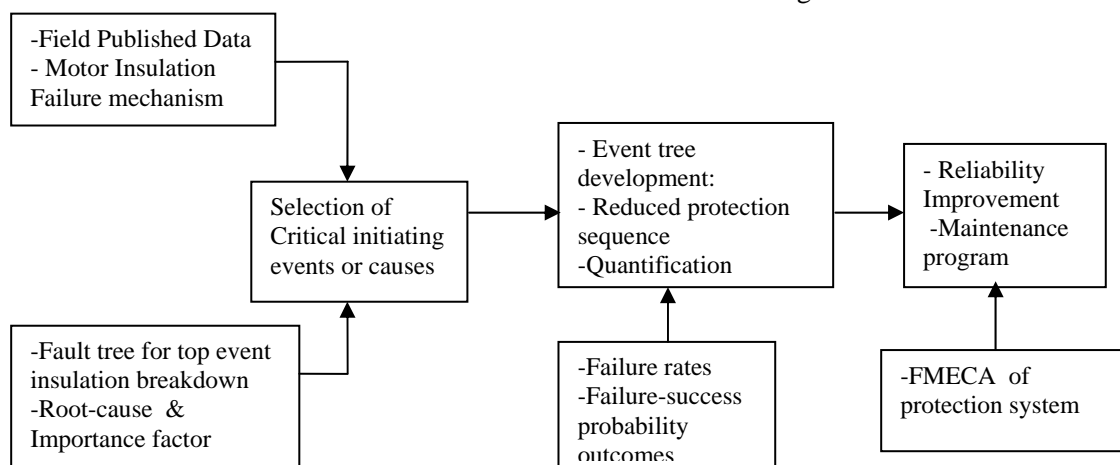 -Field Published Data
- Motor Insulation
Failure mechanism
- Event tree
development:
- Reduced protection
sequence
-Quantification
- Reliability
Improvement
-Maintenance
program
Selection of
Critical initiating
events or causes
-Fault tree for top event
insulation breakdown
-Root-cause &
Importance factor
-Failure rates
-Failure-success
probability
outcomes
-FMECA of
protection system